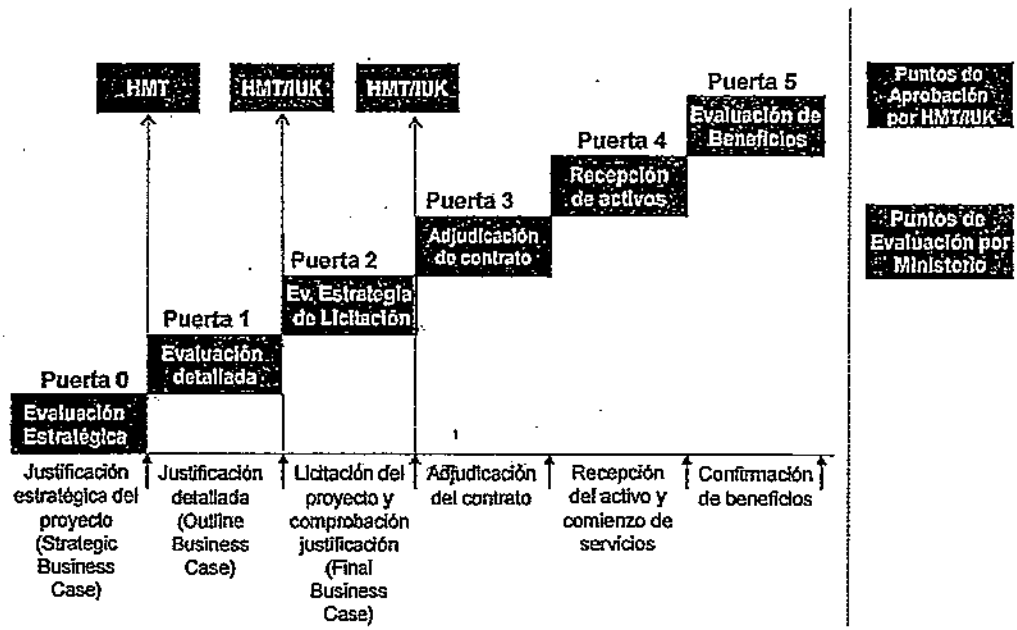 HMT
HMT/IUK
HMT/IUK
Puerta 5
Evaluación de
Beneficios
Puerta 4
Recepción
de activos
Puerta 3
Adjudicación
de contrato
Puerta 2
Ev. Estrategia
de Licitación
Puerta 1
Evaluación
detallada
Puerta 0
Evaluación
Estratégica
Puntos de
Aprobación
por HMT/IUK
Puntos de
Evaluación por
Ministerio
Justificación
estratégica del
proyecto
(Strategic
Business
Case)
Justificación
detallada
(Outline
Business
Case)
Licitación del
proyecto y
comprobación
justificación
(Final
Business
Case)
Adjudicación
del contrato
Recepción
del activo y
comienzo de
servicios
Confirmación
de beneficios